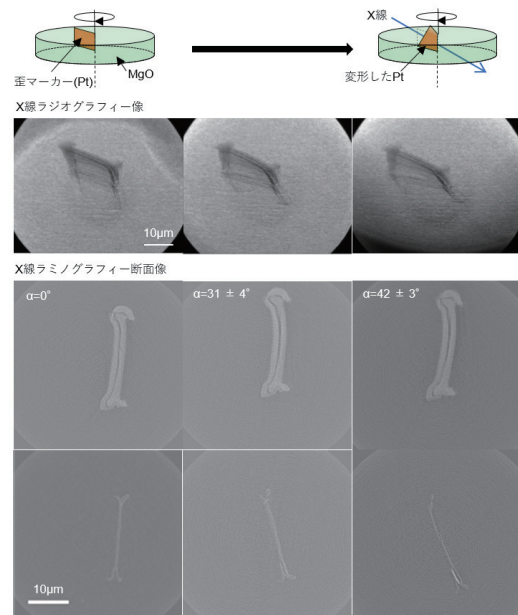 X線
歪マーカー(Pt)
MgO
変形したPt
X線ラジオグラフィー像
10μm
X線ラミノグラフィー断面像
α=0°
α=31 ± 4°
α=42 ± 3°
10μm